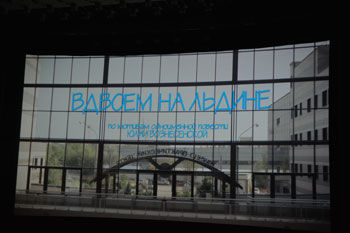 ВДВОЕМ НА ЛЬДИНЕ
по мотивам одноименной повести
ЮЛИИ ВОЗНЕСЕНСКОЙ